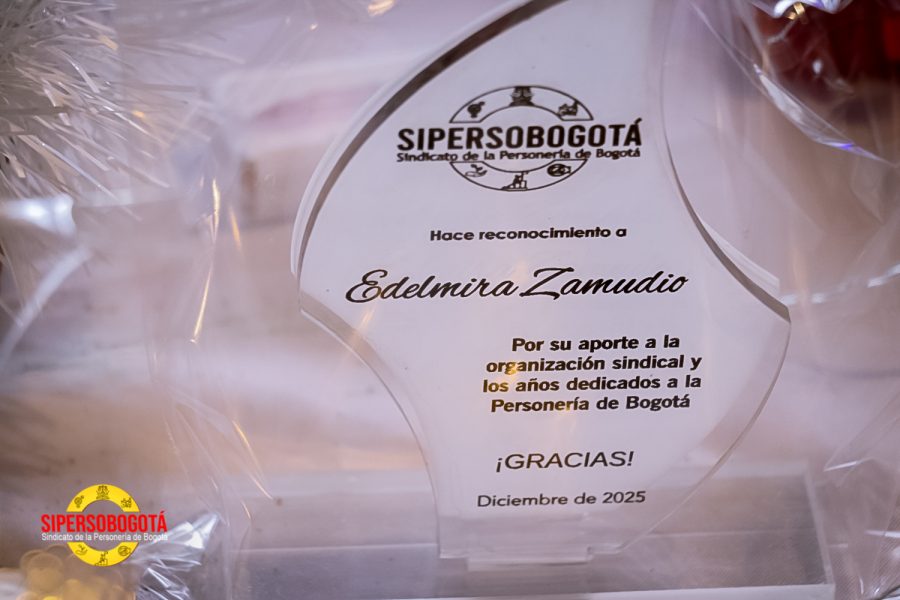 SIPERSOBOGOTÁ
Sindicato de la Personería de Bogotá
Hace reconocimiento a
Edelmira Zamudio
Por su aporte a la
organización sindical y
los años dedicados a la
Personería de Bogotá
¡GRACIAS!
Diciembre de 2025
SIPERSOBOGOTÁ
Sindicato de la Personería de Bogotá